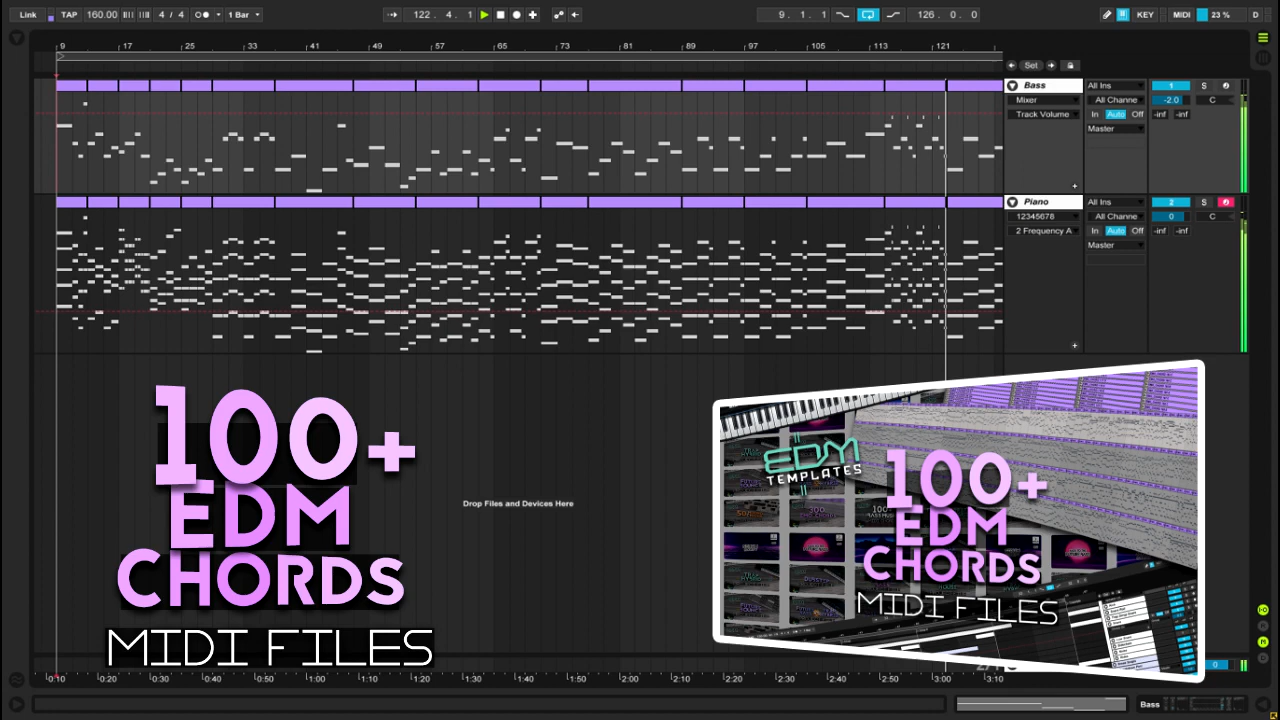 Link TAP 160.00 4 / 4 1 Bar 122. 4. 1 9. 1. 1 126. 0. 0 KEY MIDI 23 % D
9 17 25 33 41 49 57 65 73 81 89 97 105 113 121
Set
Bass All Ins 1 S
Mixer All Channe -2.0 C
Track Volume In Auto Off -inf -inf
Master
Piano All Ins 2 S
12345678 All Channe 0 C
2 Frequency A In Auto Off -inf -inf
Master
100+
EDM
CHORDS
MIDI FILES
Drop Files and Devices Here
EDM
TEMPLATES
100+
EDM
CHORDS
MIDI FILES
0
0:10 0:20 0:30 0:40 0:50 1:00 1:10 1:20 1:30 1:40 1:50 2:00 2:10 2:20 2:30 2:40 2:50 3:00 3:10
Bass